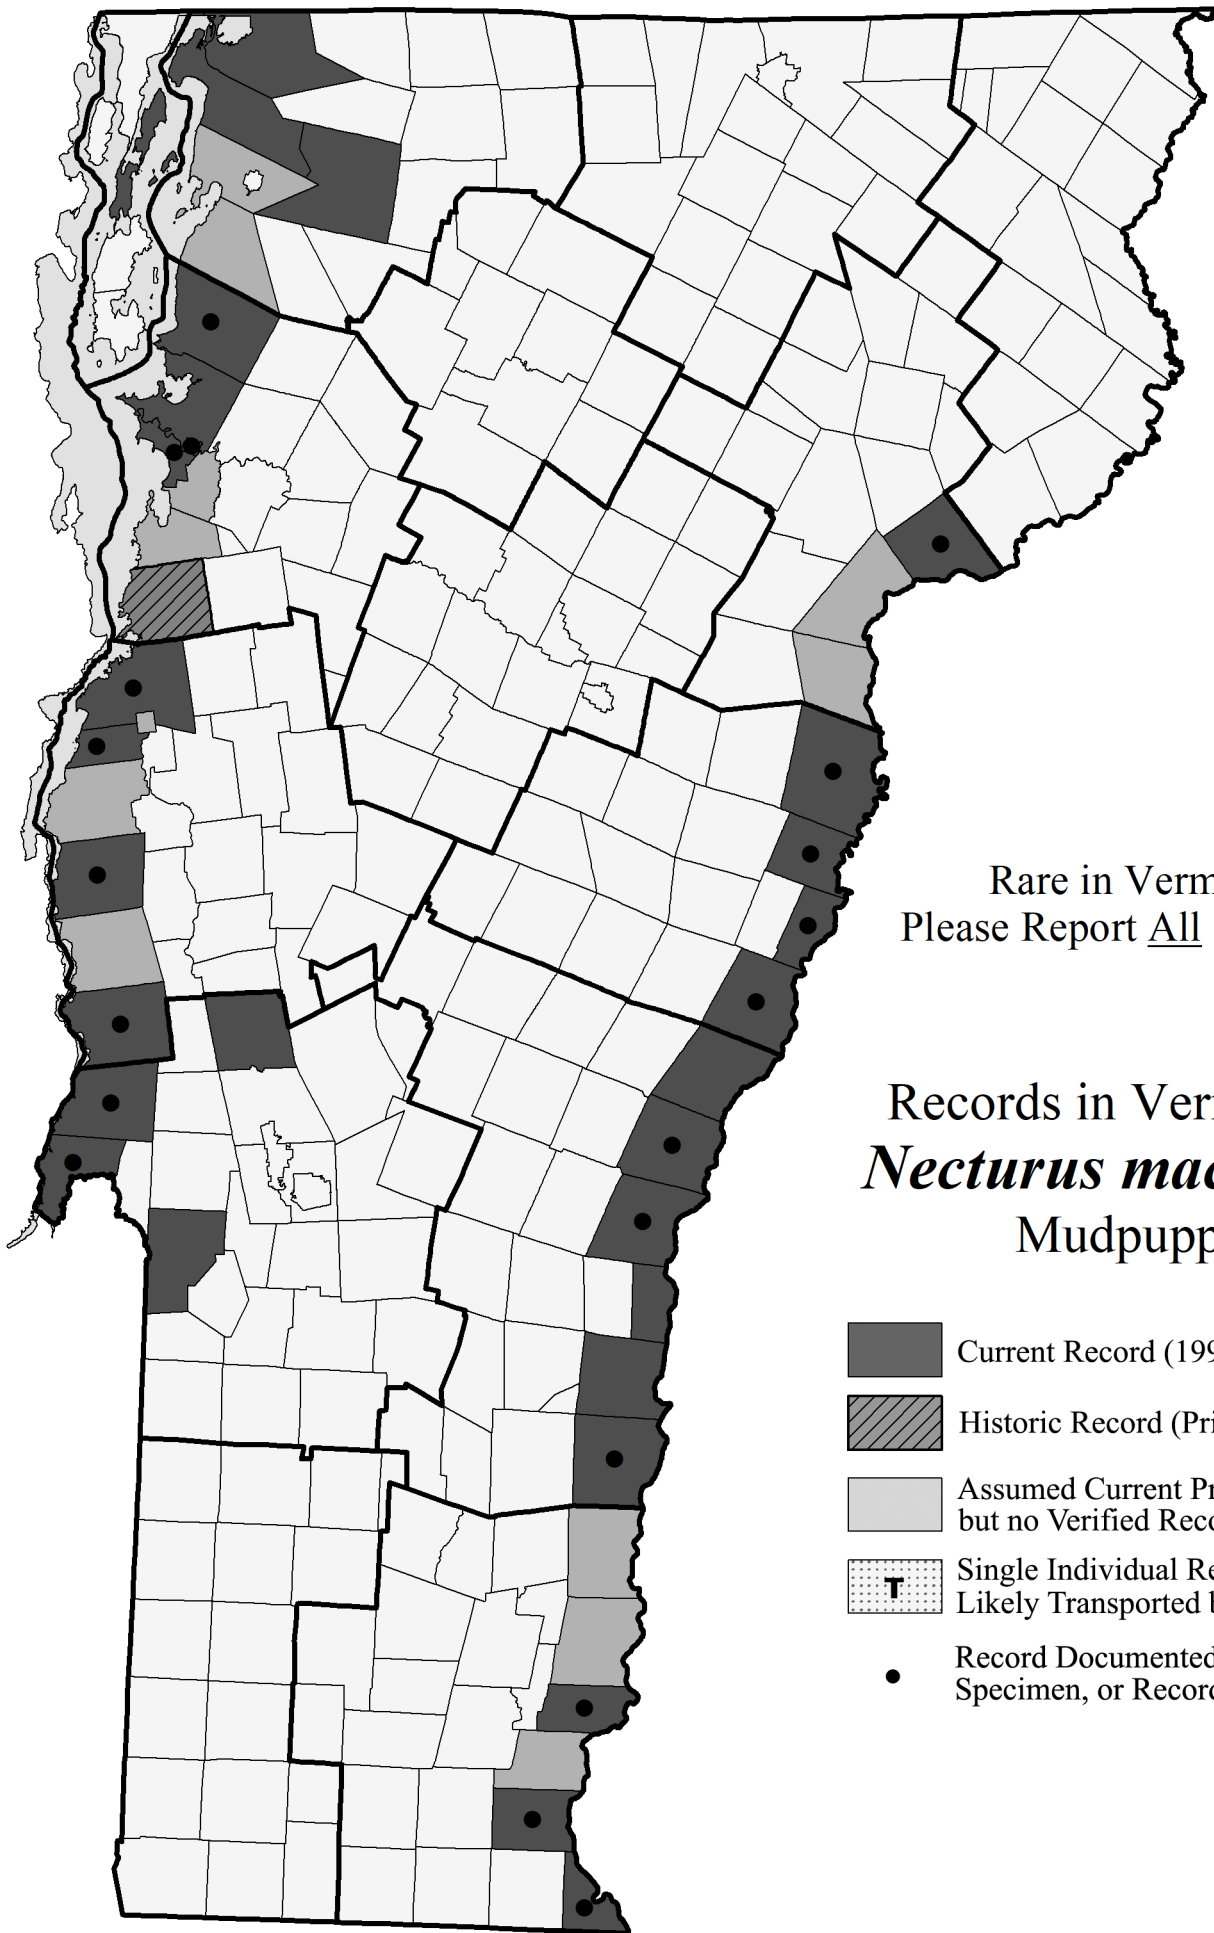 Rare in Verm
Please Report All
Records in Ver
Necturus mac
Mudpupp
Current Record (199
Historic Record (Pri
Assumed Current Pr
but no Verified Reco
T
Single Individual Re
Likely Transported b
Record Documented
Specimen, or Record